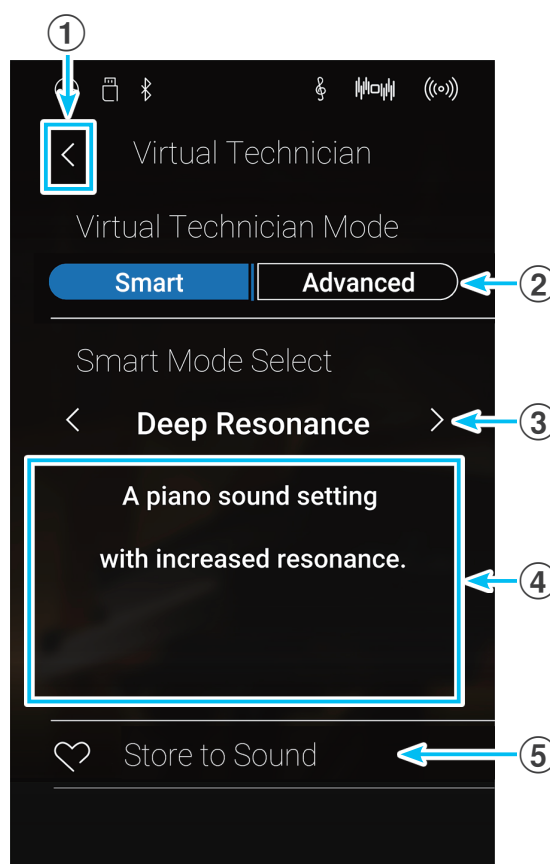 1
Virtual Technician
Virtual Technician Mode
Smart Advanced
2
Smart Mode Select
Deep Resonance
3
A piano sound setting
with increased resonance.
4
Store to Sound
5